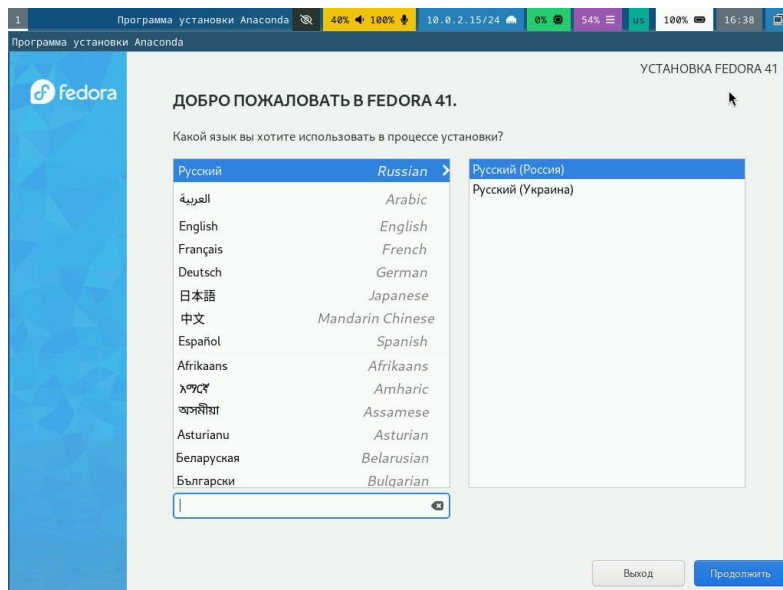 1 Программа установки Anaconda 40% 100% 10.0.2.15/24 0% 54% us 100% 16:38
Программа установки Anaconda
fedora
УСТАНОВКА FEDORA 41
ДОБРО ПОЖАЛОВАТЬ В FEDORA 41.
Какой язык вы хотите использовать в процессе установки?
Русский Russian
العربية Arabic
English English
Français French
Deutsch German
日本語 Japanese
中文 Mandarin Chinese
Español Spanish
Afrikaans Afrikaans
አማርኛ Amharic
অসমীয়া Assamese
Asturianu Asturian
Беларуская Belarusian
Български Bulgarian
Русский (Россия)
Русский (Украина)
Выход
Продолжить